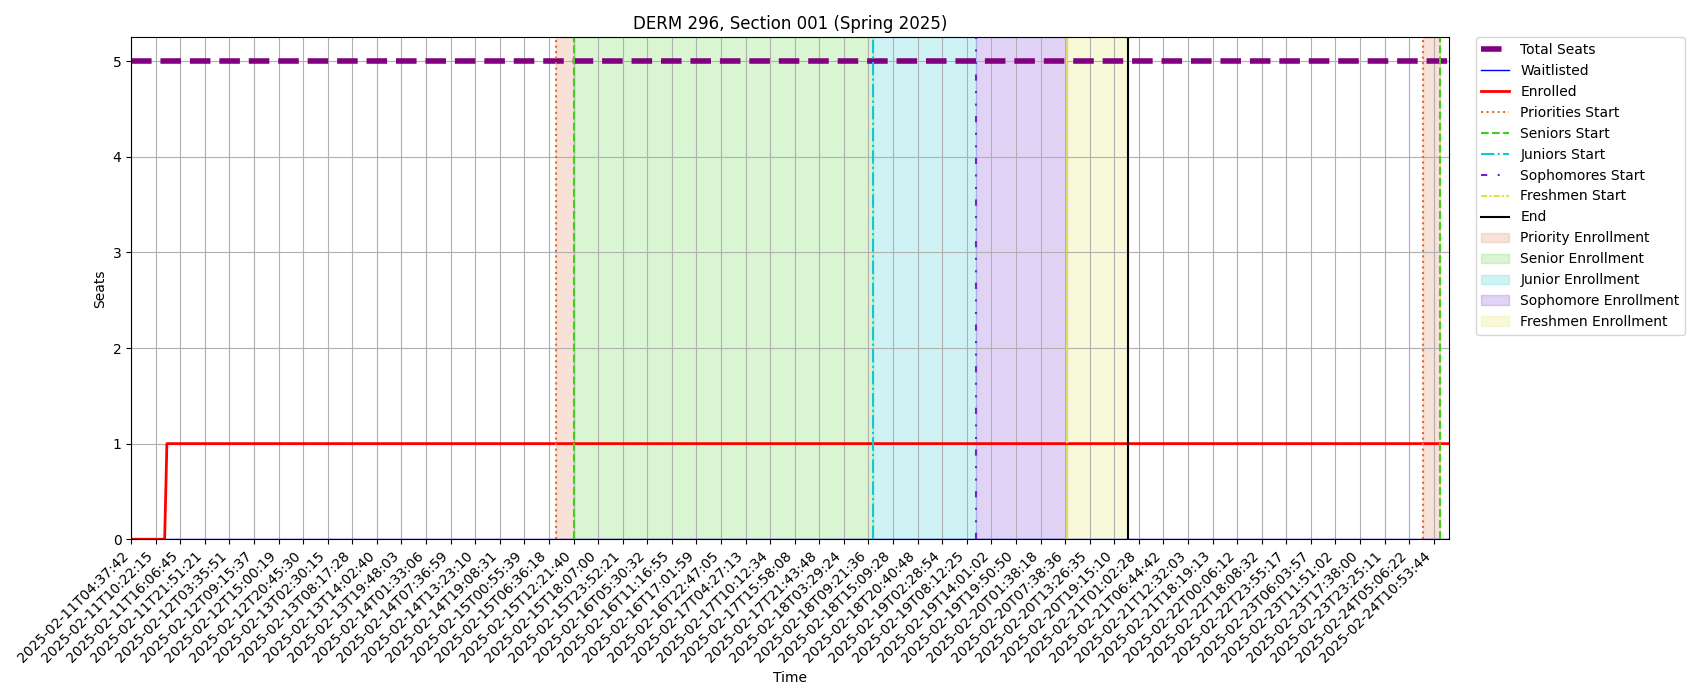 DERM 296, Section 001 (Spring 2025)
Seats
5
4
3
2
1
0
2025-02-11T04:37:42
2025-02-11T10:22:15
2025-02-11T16:06:45
2025-02-11T21:51:21
2025-02-12T03:35:51
2025-02-12T09:15:37
2025-02-12T15:00:19
2025-02-12T20:45:30
2025-02-13T02:30:15
2025-02-13T08:17:28
2025-02-13T14:02:40
2025-02-13T19:48:03
2025-02-14T01:33:06
2025-02-14T07:36:59
2025-02-14T13:23:10
2025-02-14T19:08:31
2025-02-15T00:55:39
2025-02-15T06:36:18
2025-02-15T12:21:40
2025-02-15T18:07:00
2025-02-15T23:52:21
2025-02-16T05:30:32
2025-02-16T11:16:55
2025-02-16T17:01:59
2025-02-16T22:47:05
2025-02-17T04:27:13
2025-02-17T10:12:34
2025-02-17T15:58:08
2025-02-17T21:43:48
2025-02-18T03:29:24
2025-02-18T09:21:36
2025-02-18T15:09:28
2025-02-18T20:40:48
2025-02-19T02:28:54
2025-02-19T08:12:25
2025-02-19T14:01:02
2025-02-19T19:50:50
2025-02-20T01:38:18
2025-02-20T07:38:36
2025-02-20T13:26:35
2025-02-20T19:15:10
2025-02-21T01:02:28
2025-02-21T06:44:42
2025-02-21T12:32:03
2025-02-21T18:19:13
2025-02-22T00:06:12
2025-02-22T18:08:32
2025-02-22T23:55:17
2025-02-23T06:03:57
2025-02-23T11:51:02
2025-02-23T17:38:00
2025-02-23T23:25:11
2025-02-24T05:06:22
2025-02-24T10:53:44
Time
Total Seats
Waitlisted
Enrolled
Priorities Start
Seniors Start
Juniors Start
Sophomores Start
Freshmen Start
End
Priority Enrollment
Senior Enrollment
Junior Enrollment
Sophomore Enrollment
Freshmen Enrollment